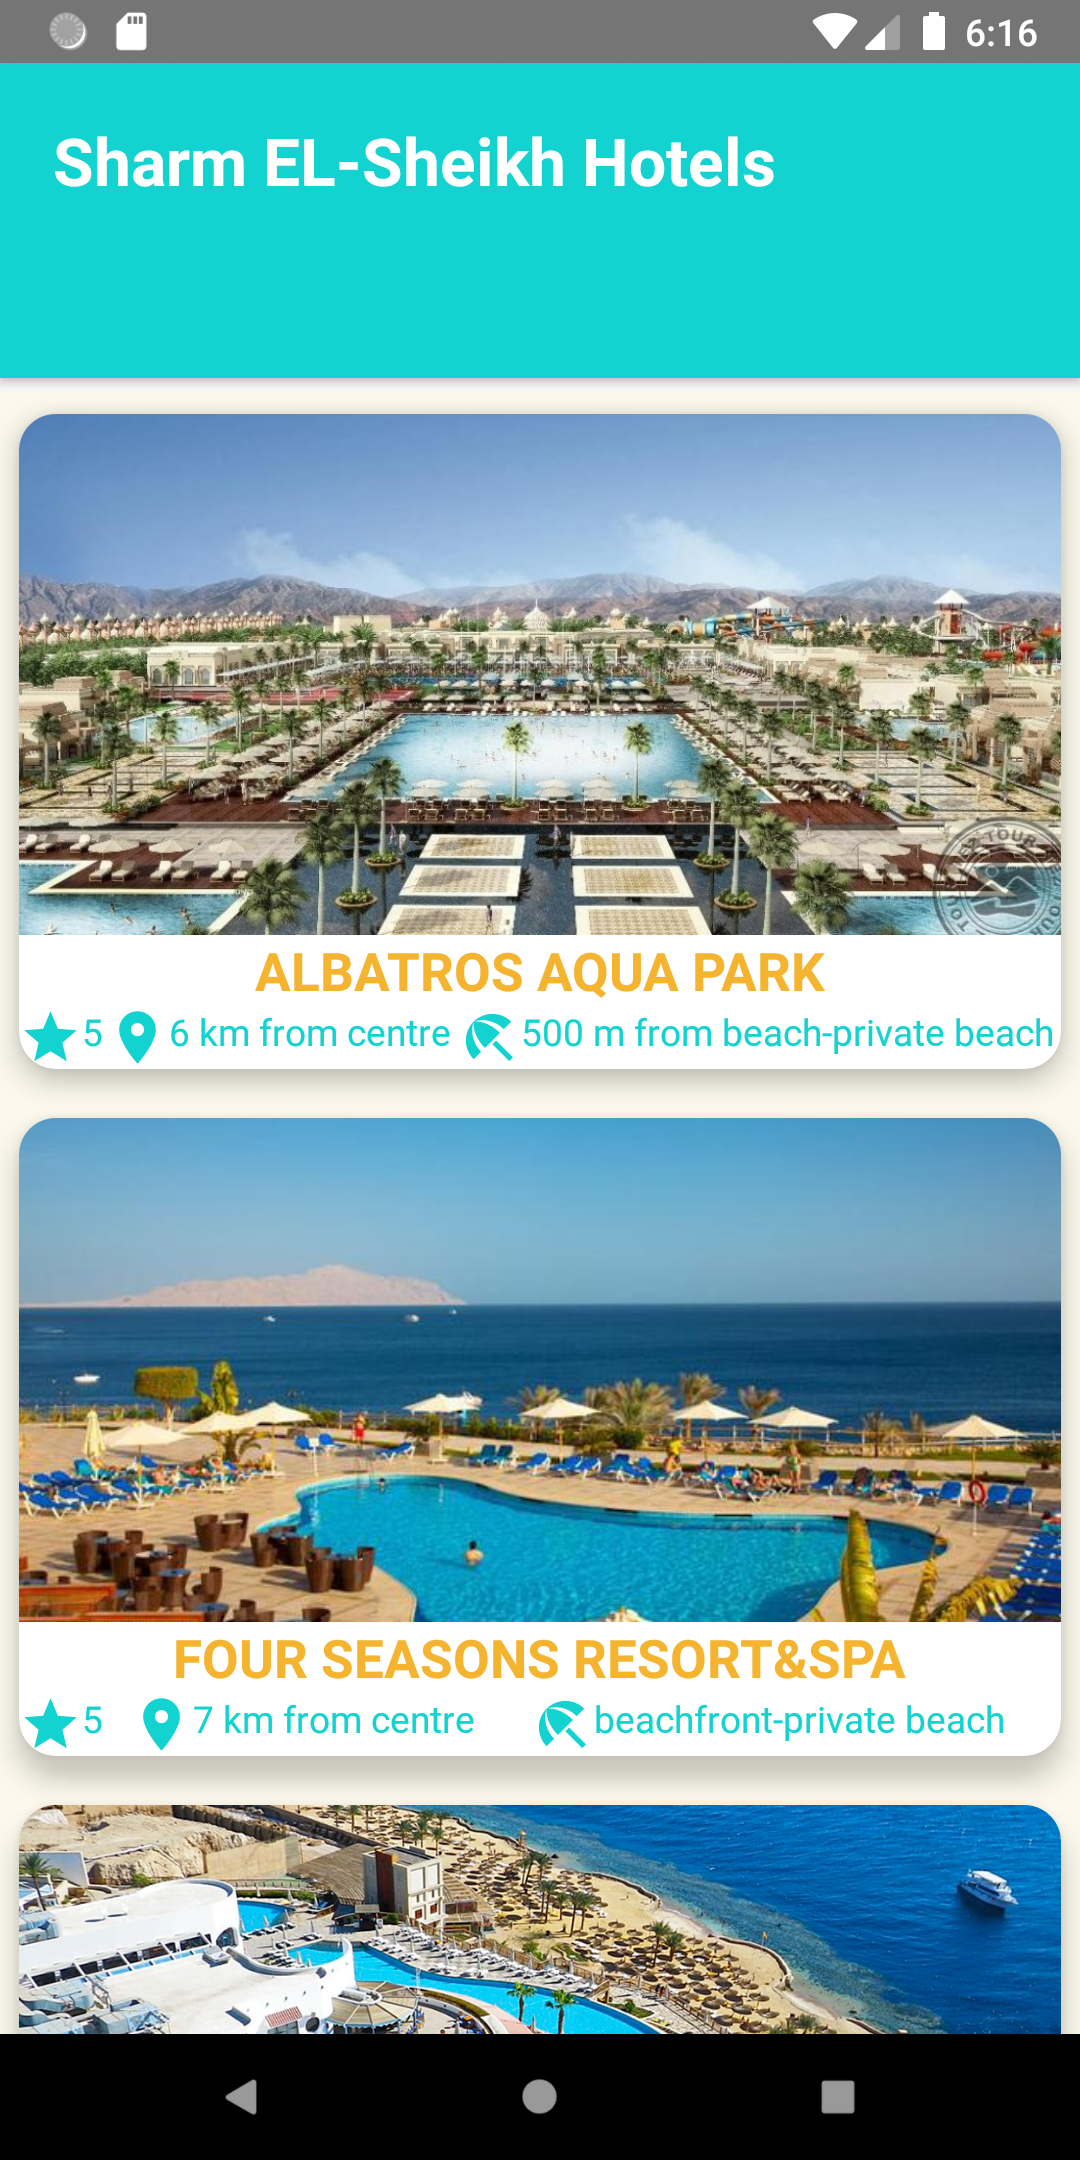 6:16
Sharm EL-Sheikh Hotels
TOUR
ALBATROS AQUA PARK
5 6 km from centre 500 m from beach-private beach
FOUR SEASONS RESORT&SPA
5 7 km from centre beachfront-private beach